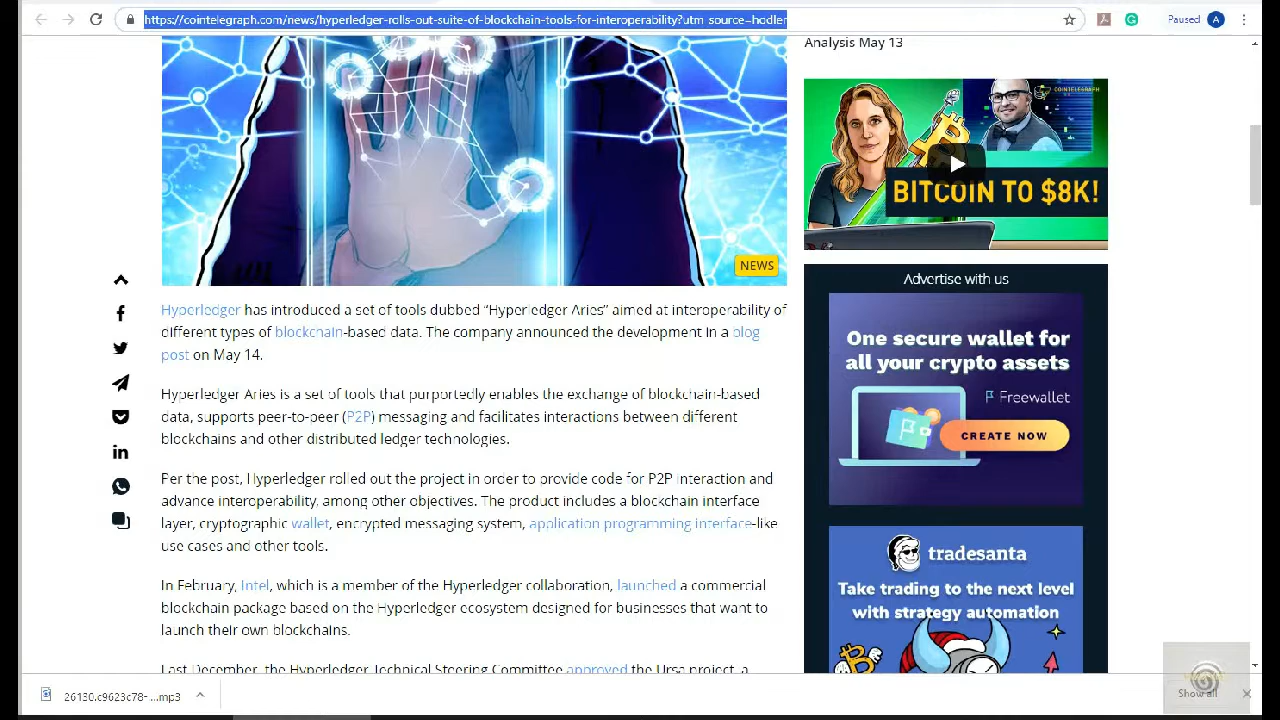 https://cointelegraph.com/news/hyperledger-rolls-out-suite-of-blockchain-tools-for-interoperability?utm_source=hodler
Paused
A
Analysis May 13
COINTELEGRAPH
BITCOIN TO $8K!
NEWS
Advertise with us
One secure wallet for
all your crypto assets
Freewallet
CREATE NOW
tradesanta
Take trading to the next level
with strategy automation
Hyperledger has introduced a set of tools dubbed “Hyperledger Aries” aimed at interoperability of
different types of blockchain-based data. The company announced the development in a blog
post on May 14.
Hyperledger Aries is a set of tools that purportedly enables the exchange of blockchain-based
data, supports peer-to-peer (P2P) messaging and facilitates interactions between different
blockchains and other distributed ledger technologies.
Per the post, Hyperledger rolled out the project in order to provide code for P2P interaction and
advance interoperability, among other objectives. The product includes a blockchain interface
layer, cryptographic wallet, encrypted messaging system, application programming interface-like
use cases and other tools.
In February, Intel, which is a member of the Hyperledger collaboration, launched a commercial
blockchain package based on the Hyperledger ecosystem designed for businesses that want to
launch their own blockchains.
Last December, the Hyperledger Technical Steering Committee approved the Ursa project, a
26130.c9623c78-....mp3
Show all